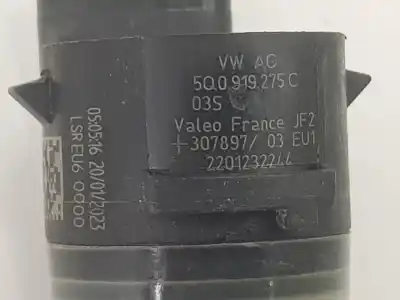 VW AG
5Q0 919 275 C
03S
Valeo France JF2
+307897/ 03 EU1
2201232244
050516 20/01/2023
LSR EU6 0000